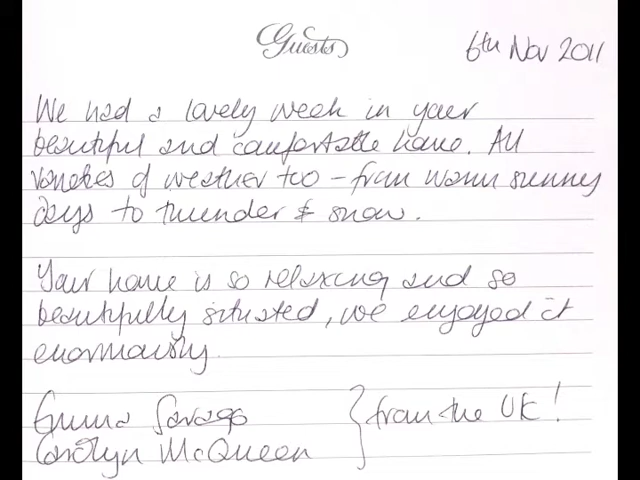 Guests
6th Nov 2011
We had a lovely week in your
beautiful and comfortable home. All
varieties of weather too - from warm sunny
days to thunder & snow.
Your home is so relaxing and so
beautifully situated, we enjoyed it
enormously
Emma
Carolyn McQueen } from the UK!